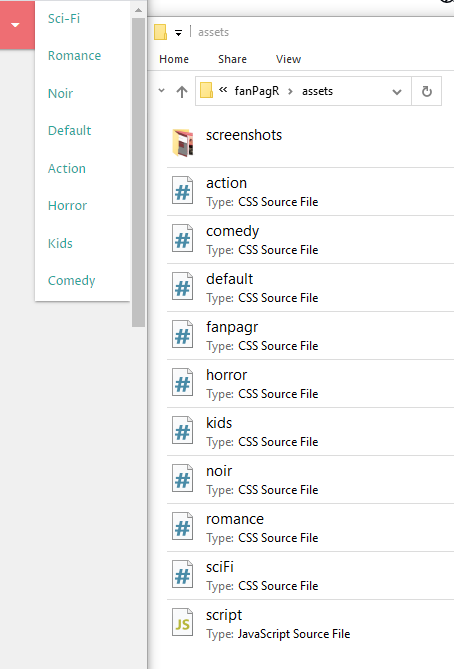 Sci-Fi
Romance
Noir
Default
Action
Horror
Kids
Comedy
assets
Home Share View
« fanPagR > assets
screenshots
action
Type: CSS Source File
comedy
Type: CSS Source File
default
Type: CSS Source File
fanpagr
Type: CSS Source File
horror
Type: CSS Source File
kids
Type: CSS Source File
noir
Type: CSS Source File
romance
Type: CSS Source File
sciFi
Type: CSS Source File
JS
script
Type: JavaScript Source File